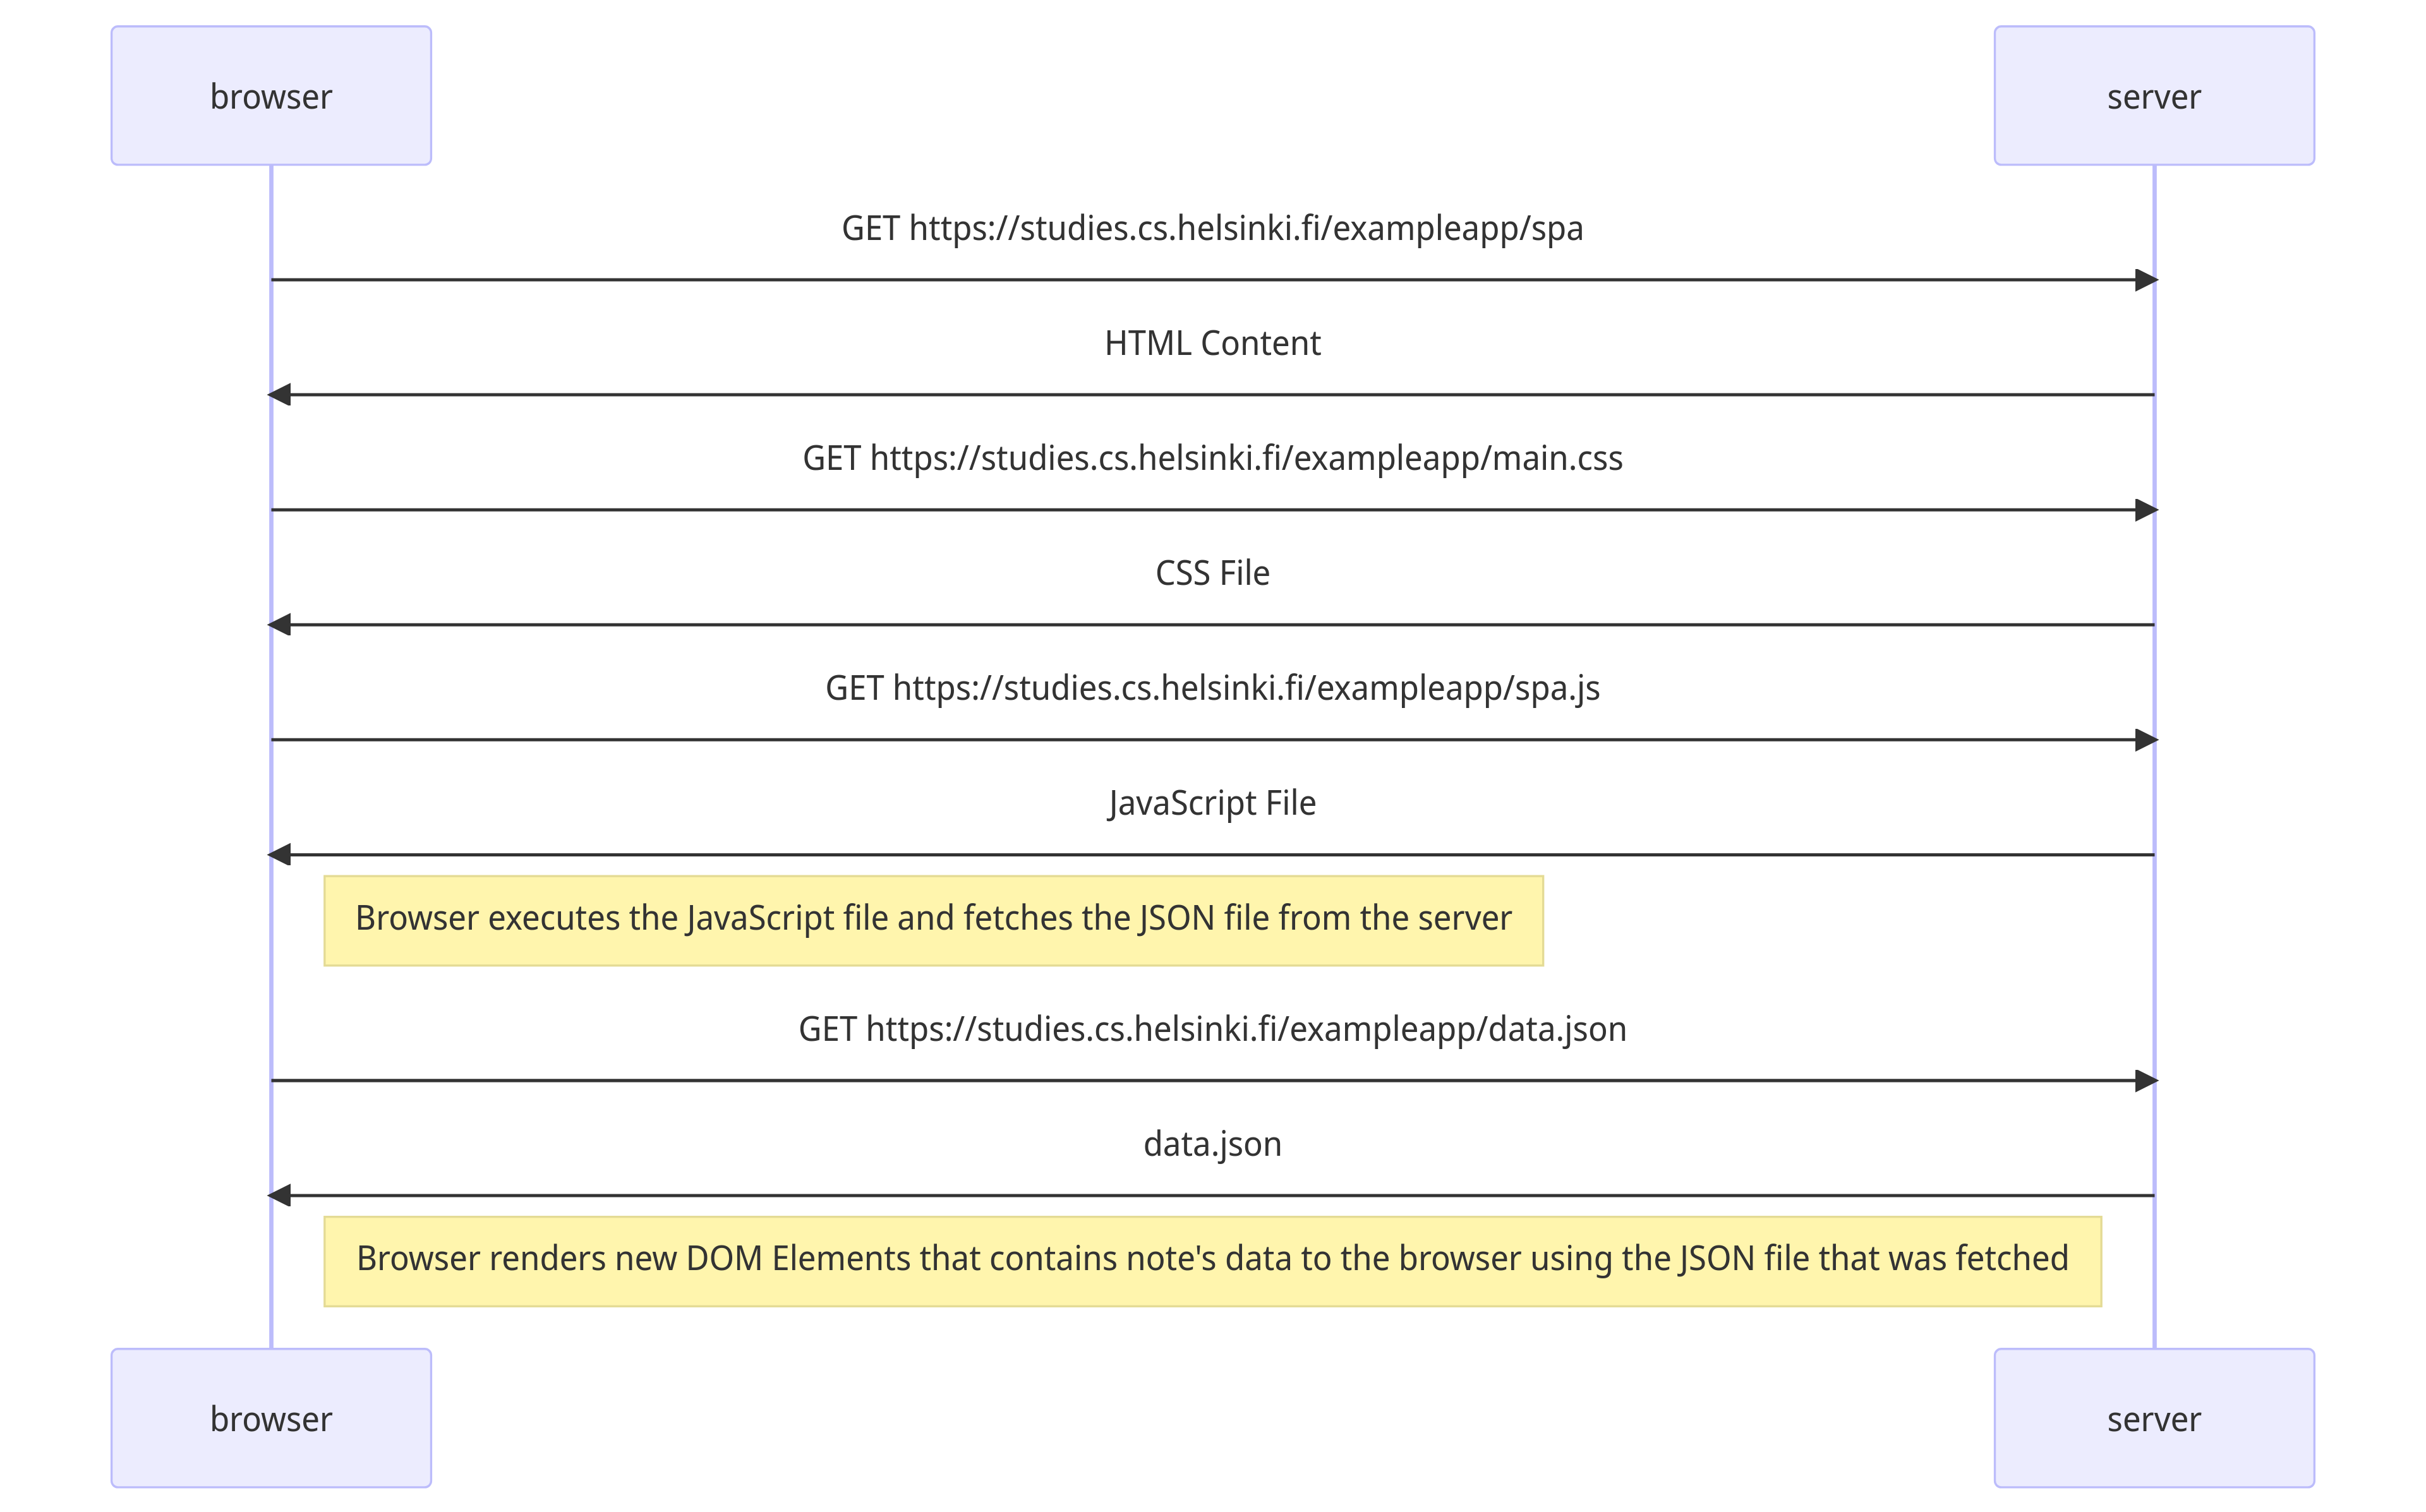 browser
server
GET https://studies.cs.helsinki.fi/exampleapp/spa
HTML Content
GET https://studies.cs.helsinki.fi/exampleapp/main.css
CSS File
GET https://studies.cs.helsinki.fi/exampleapp/spa.js
JavaScript File
Browser executes the JavaScript file and fetches the JSON file from the server
GET https://studies.cs.helsinki.fi/exampleapp/data.json
data.json
Browser renders new DOM Elements that contains note's data to the browser using the JSON file that was fetched
browser
server